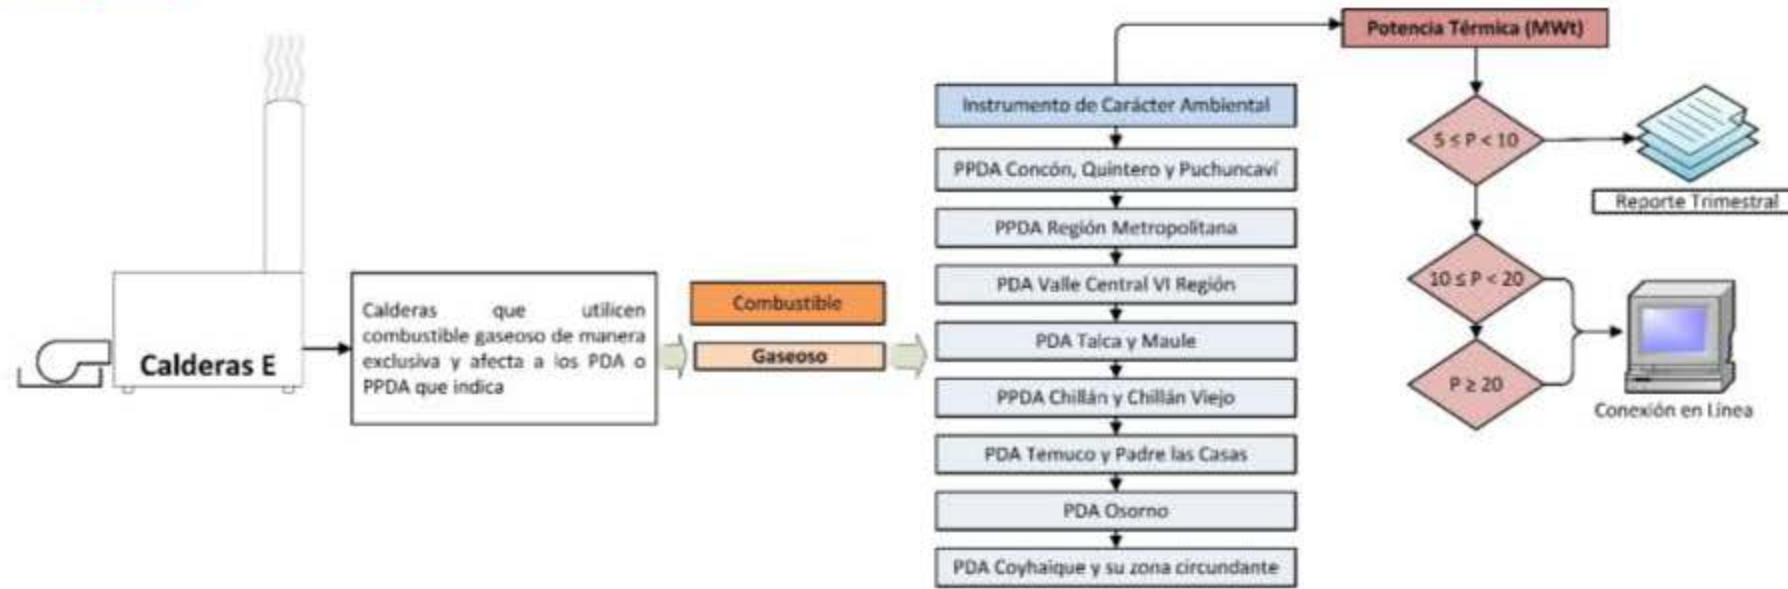 Calderas E
Calderas que utilicen
combustible gaseoso de manera
exclusiva y afecta a los PDA o
PPDA que indica
Combustible
Gaseoso
Instrumento de Carácter Ambiental
PPDA Concón, Quintero y Puchuncaví
PPDA Región Metropolitana
PDA Valle Central VI Región
PDA Talca y Maule
PPDA Chillán y Chillán Viejo
PDA Temuco y Padre las Casas
PDA Osorno
PDA Coyhaique y su zona circundante
Potencia Térmica (MWt)
5 ≤ P < 10
Reporte Trimestral
10 ≤ P < 20
P ≥ 20
Conexión en Línea